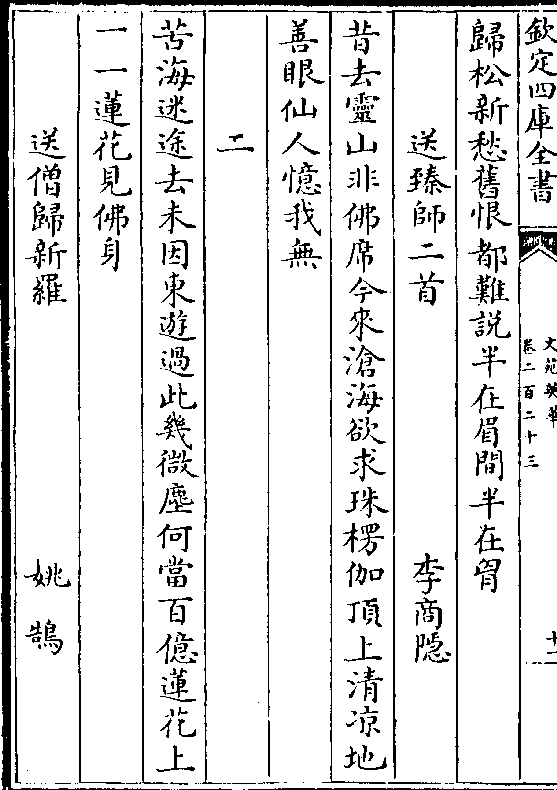 欽定四庫全書
文苑英華
卷二百二十三
十二
歸松新愁舊恨都難説半在眉間半在胷
送臻師二首 李商隠
昔去靈山非佛席今來滄海欲求珠楞伽頂上清凉地
善眼仙人憶我無
二
苦海迷途去未因東遊過此幾微塵何當百億蓮花上
一一蓮花見佛身
送僧歸新羅 姚鵠